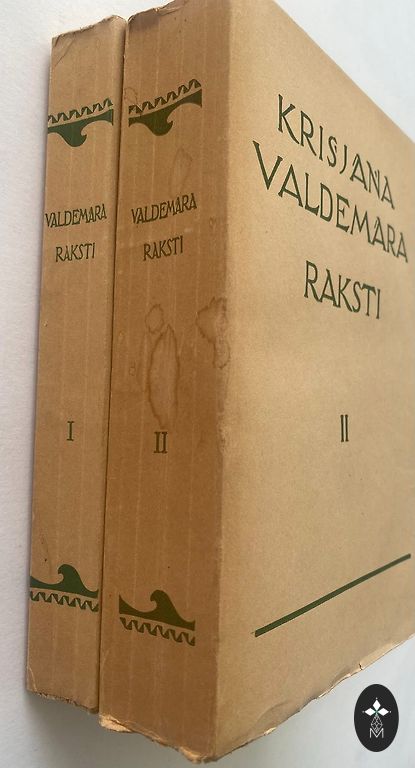 VALDEMARA
RAKSTI
I
VALDEMARA
RAKSTI
II
KRISJANA
VALDEMARA
RAKSTI
II
M